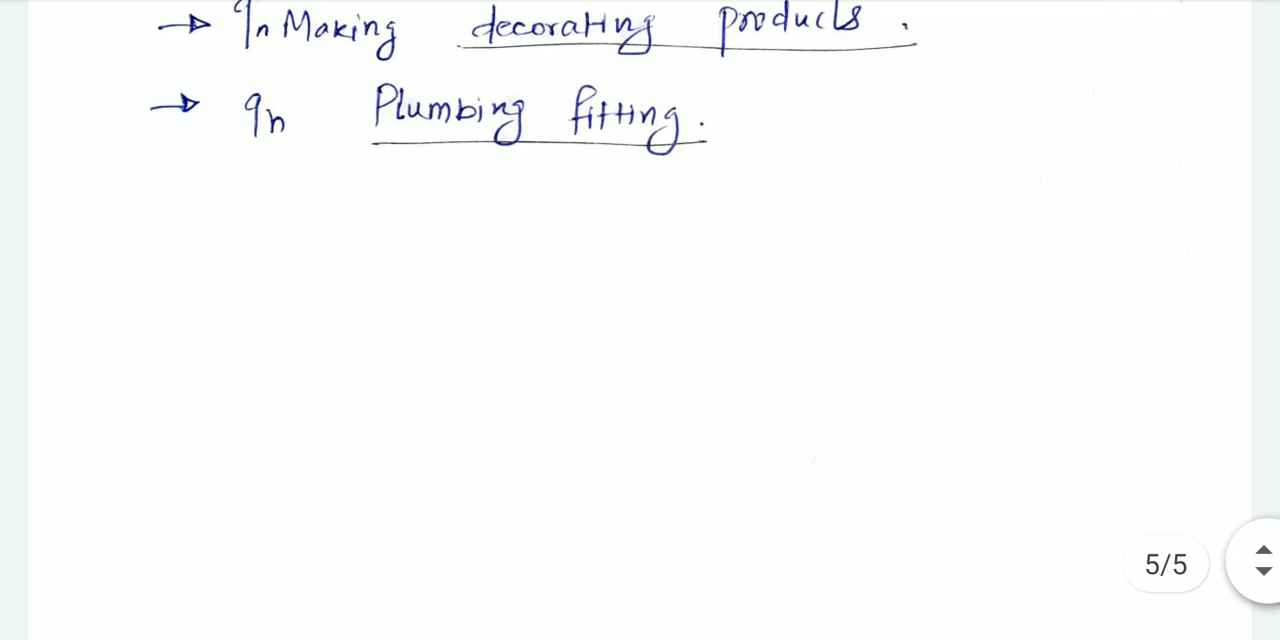 → In Making decorating products.
→ In Plumbing fitting.
5/5